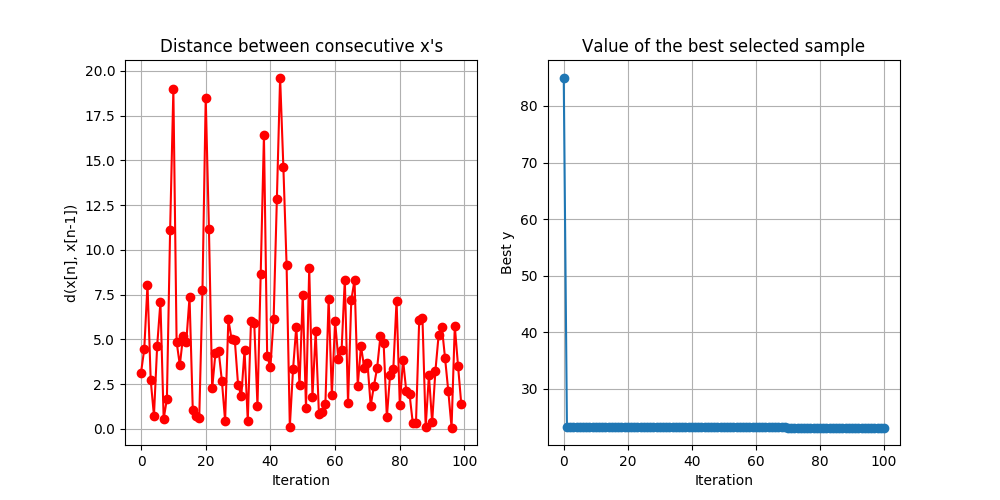 Distance between consecutive x's
20.0
17.5
15.0
12.5
10.0
7.5
5.0
2.5
0.0
d(x[n], x[n-1])
0 20 40 60 80 100
Iteration
Value of the best selected sample
80
70
60
50
40
30
Best y
0 20 40 60 80 100
Iteration